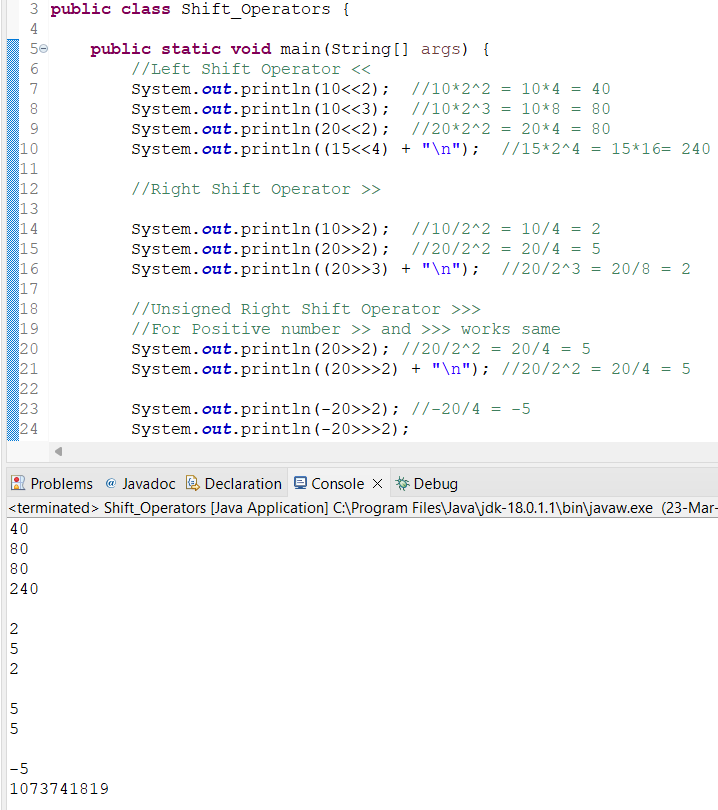 3 public class Shift_Operators {
4
5 public static void main(String[] args) {
6 //Left Shift Operator <<
7 System.out.println(10<<2); //10*2^2 = 10*4 = 40
8 System.out.println(10<<3); //10*2^3 = 10*8 = 80
9 System.out.println(20<<2); //20*2^2 = 20*4 = 80
10 System.out.println((15<<4) + "\n"); //15*2^4 = 15*16= 240
11
12 //Right Shift Operator >>
13
14 System.out.println(10>>2); //10/2^2 = 10/4 = 2
15 System.out.println(20>>2); //20/2^2 = 20/4 = 5
16 System.out.println((20>>3) + "\n"); //20/2^3 = 20/8 = 2
17
18 //Unsigned Right Shift Operator >>>
19 //For Positive number >> and >>> works same
20 System.out.println(20>>2); //20/2^2 = 20/4 = 5
21 System.out.println((20>>>2) + "\n"); //20/2^2 = 20/4 = 5
22
23 System.out.println(-20>>2); //-20/4 = -5
24 System.out.println(-20>>>2);
Problems @ Javadoc Declaration Console Debug
<terminated> Shift_Operators [Java Application] C:\Program Files\Java\jdk-18.0.1.1\bin\javaw.exe (23-Mar-
40
80
80
240
2
5
2
5
5
-5
1073741819